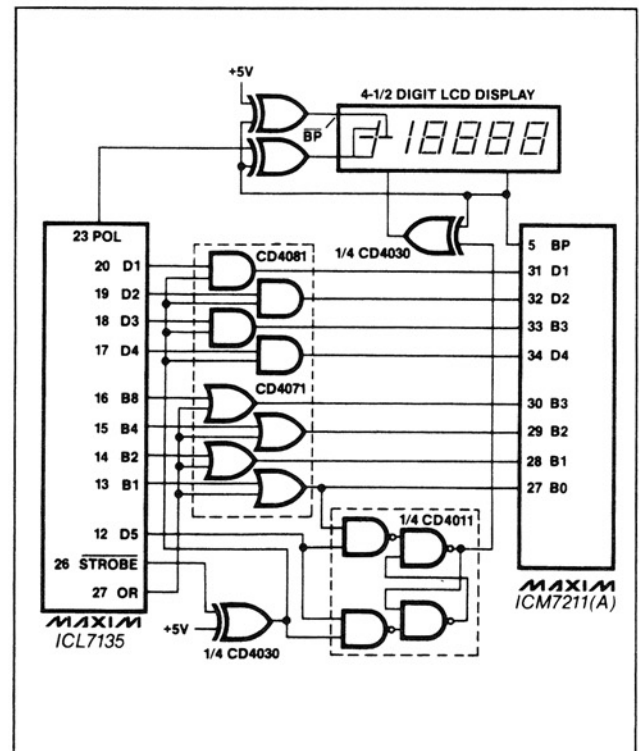 +5V
4-1/2 DIGIT LCD DISPLAY
BP
-18888
23 POL
1/4 CD4030
5 BP
20 D1
CD4081
31 D1
19 D2
32 D2
18 D3
33 B3
17 D4
34 D4
CD4071
16 B8
30 B3
15 B4
29 B2
14 B2
28 B1
13 B1
27 B0
1/4 CD4011
12 D5
26 STROBE
27 OR
MAXIM
ICL7135
+5V
1/4 CD4030
MAXIM
ICM7211(A)